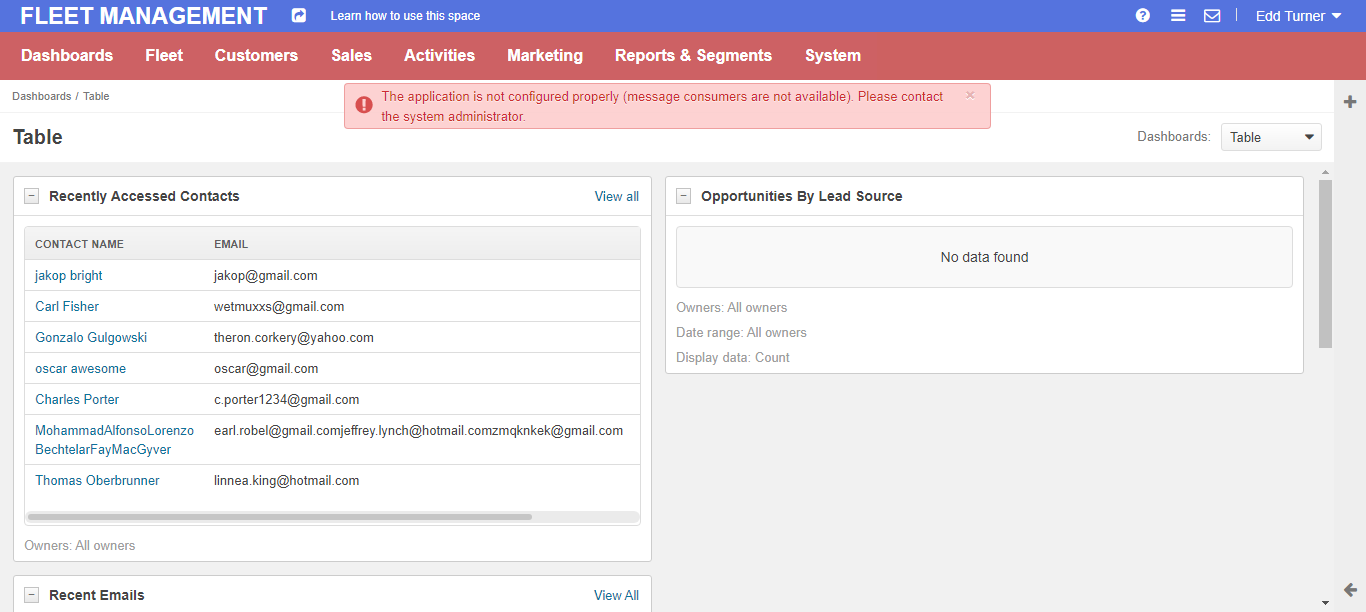 FLEET MANAGEMENT
Learn how to use this space
Edd Turner
Dashboards
Fleet
Customers
Sales
Activities
Marketing
Reports & Segments
System
Dashboards / Table
The application is not configured properly (message consumers are not available). Please contact
the system administrator.
Table
Dashboards:
Table
Recently Accessed Contacts
View all
CONTACT NAME EMAIL
jakop bright jakop@gmail.com
Carl Fisher wetmuxxs@gmail.com
Gonzalo Gulgowski theron.corkery@yahoo.com
oscar awesome oscar@gmail.com
Charles Porter c.porter1234@gmail.com
MohammadAlfonsoLorenzo earl.robel@gmail.comjeffrey.lynch@hotmail.comzmqknkek@gmail.com
BechtelarFayMacGyver
Thomas Oberbrunner linnea.king@hotmail.com
Owners: All owners
Recent Emails
View All
Opportunities By Lead Source
No data found
Owners: All owners
Date range: All owners
Display data: Count